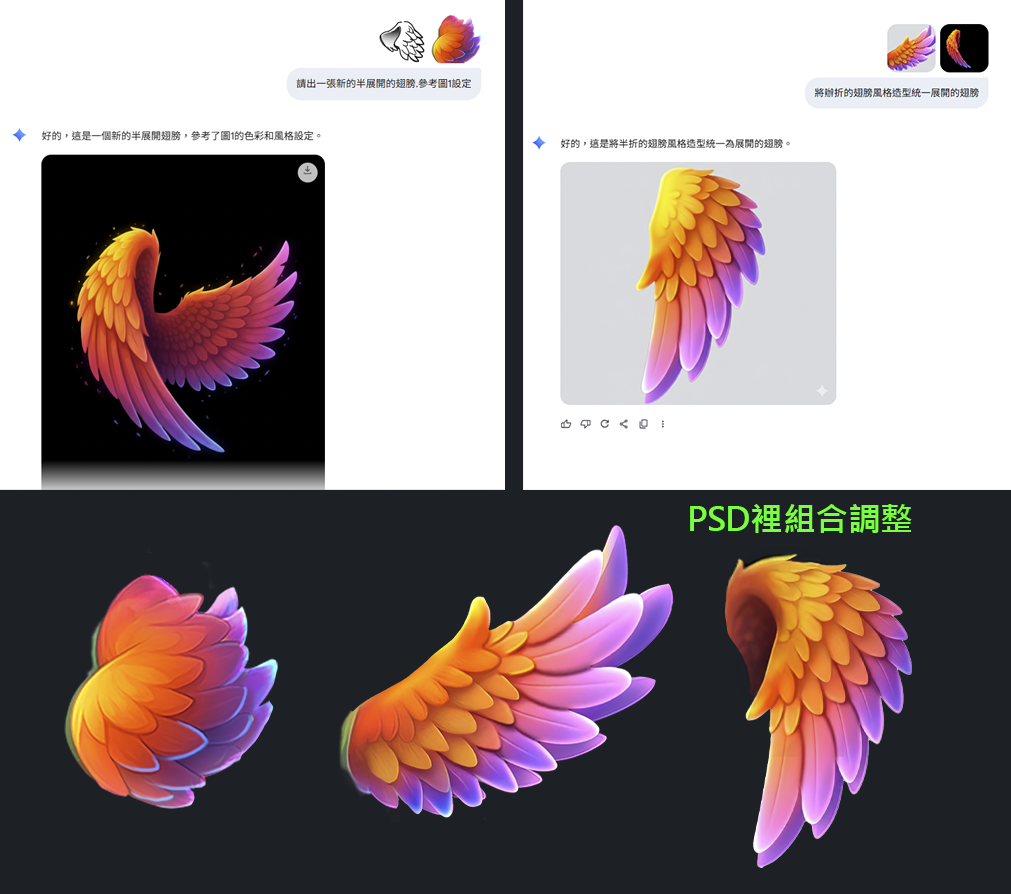 請出一張新的半展開的翅膀.參考圖1設定
好的，這是一個新的半展開翅膀，參考了圖1的色彩和風格設定。
將辦折的翅膀風格造型統一展開的翅膀
好的，這是將半折的翅膀風格造型統一為展開的翅膀。
PSD裡組合調整